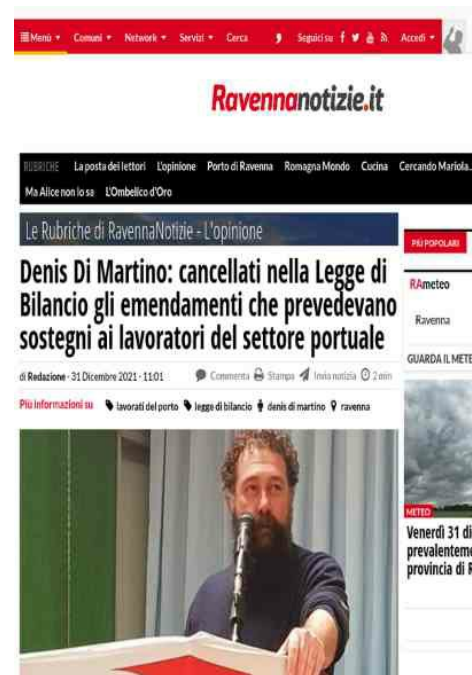 Menù Comuni Network Servizi Cerca Seguici su Accedi
Ravennanotizie.it
RUBRICHE La posta dei lettori L'opinione Porto di Ravenna Romagna Mondo Cucina Cercando Mariola...
Ma Alice non lo sa L'Ombelico d'Oro
Le Rubriche di RavennaNotizie - L'opinione
PIÙ POPOLARI
Denis Di Martino: cancellati nella Legge di
Bilancio gli emendamenti che prevedevano
sostegni ai lavoratori del settore portuale
RAmeteo
Ravenna
GUARDA IL METE
di Redazione - 31 Dicembre 2021 - 11:01 Commenta Stampa Invia notizia 2 min
Più informazioni su lavorati del porto legge di bilancio denis di martino ravenna
METEO
Venerdì 31 di
prevalenteme
provincia di R